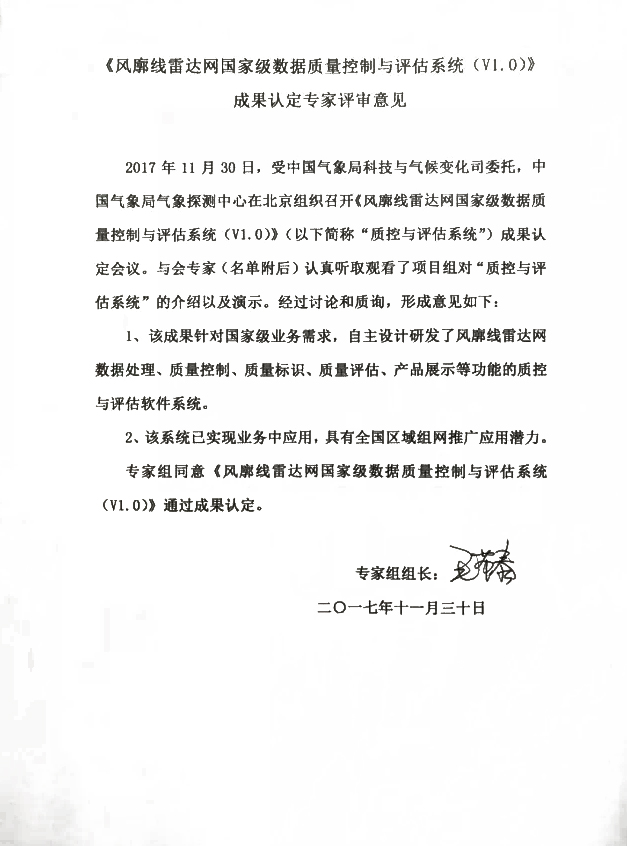 《风廓线雷达网国家级数据质量控制与评估系统（V1.0）》
成果认定专家评审意见
2017 年 11 月 30 日，受中国气象局科技与气候变化司委托，中
国气象局气象探测中心在北京组织召开《风廓线雷达网国家级数据质
量控制与评估系统（V1.0）》（以下简称“质控与评估系统”）成果认
定会议。与会专家（名单附后）认真听取观看了项目组对“质控与评
估系统”的介绍以及演示。经过讨论和质询，形成意见如下：
1、该成果针对国家级业务需求，自主设计研发了风廓线雷达网
数据处理、质量控制、质量标识、质量评估、产品展示等功能的质控
与评估软件系统。
2、该系统已实现业务中应用，具有全国区域组网推广应用潜力。
专家组同意《风廓线雷达网国家级数据质量控制与评估系统
（V1.0）》通过成果认定。
专家组组长：
二〇一七年十一月三十日